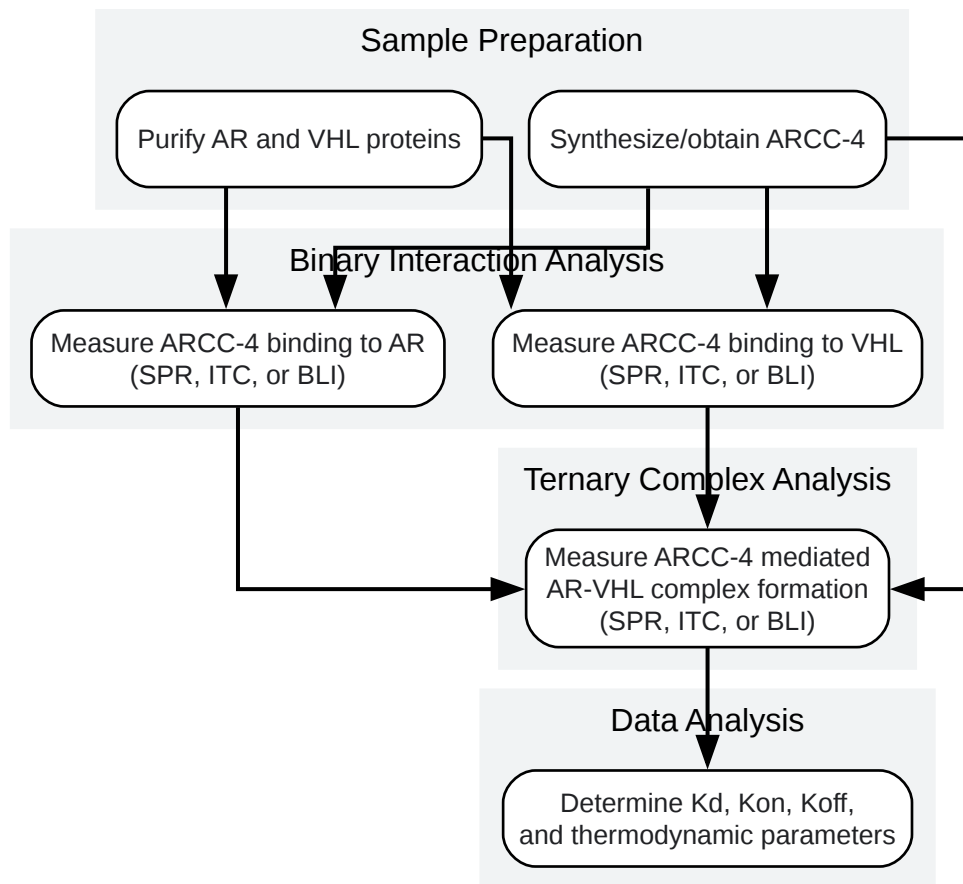 Sample Preparation
Purify AR and VHL proteins
Synthesize/obtain ARCC-4
Binary Interaction Analysis
Measure ARCC-4 binding to AR
(SPR, ITC, or BLI)
Measure ARCC-4 binding to VHL
(SPR, ITC, or BLI)
Ternary Complex Analysis
Measure ARCC-4 mediated
AR-VHL complex formation
(SPR, ITC, or BLI)
Data Analysis
Determine Kd, Kon, Koff,
and thermodynamic parameters